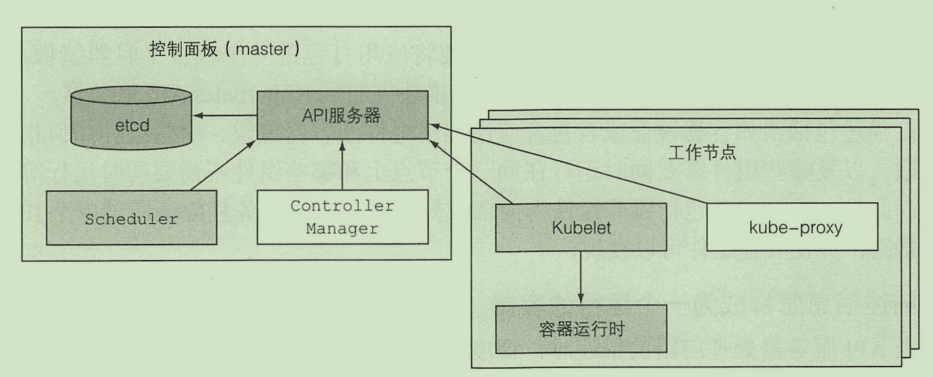 控制面板（master）
etcd
API服务器
Scheduler
Controller
Manager
工作节点
Kubelet
kube-proxy
容器运行时